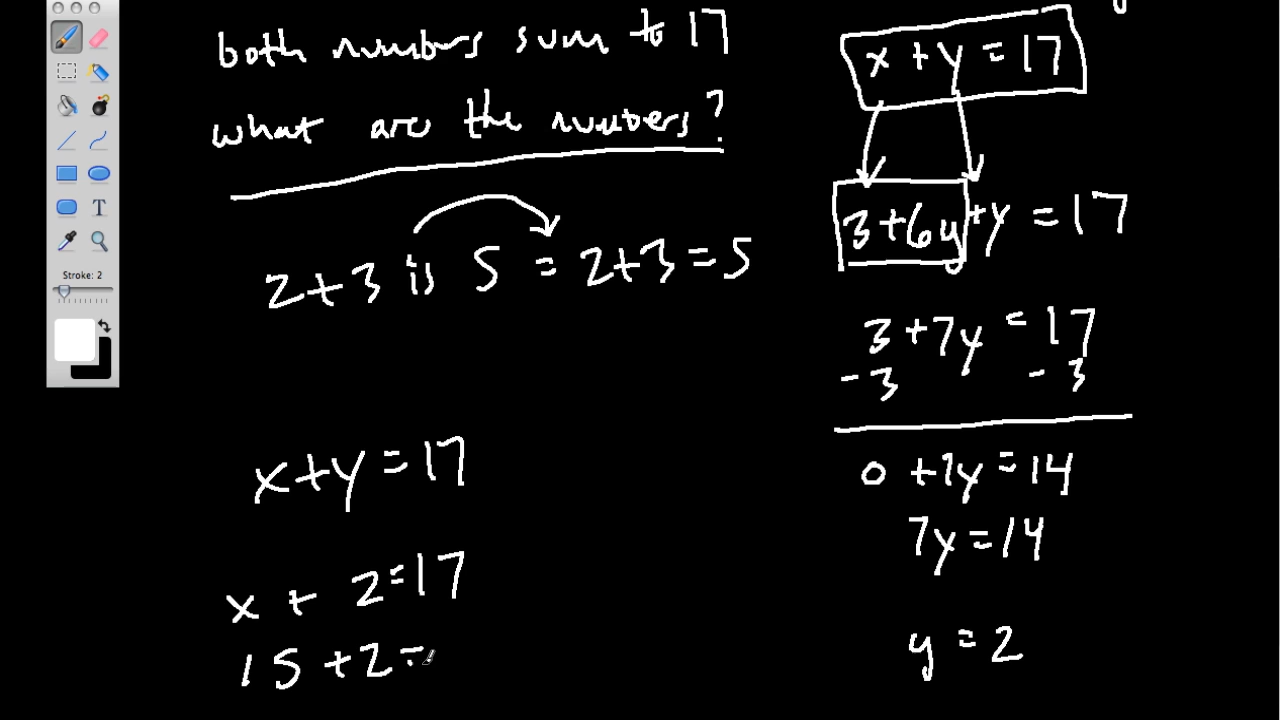 both numbers sum to 17
what are the numbers?
2+3 is 5 = 2+3=5
x+y=17
x + 2=17
15+2=
x+y=17
3+6y+y=17
3+7y=17
-3 -3
0 +7y=14
7y=14
y=2
Stroke: 2
T